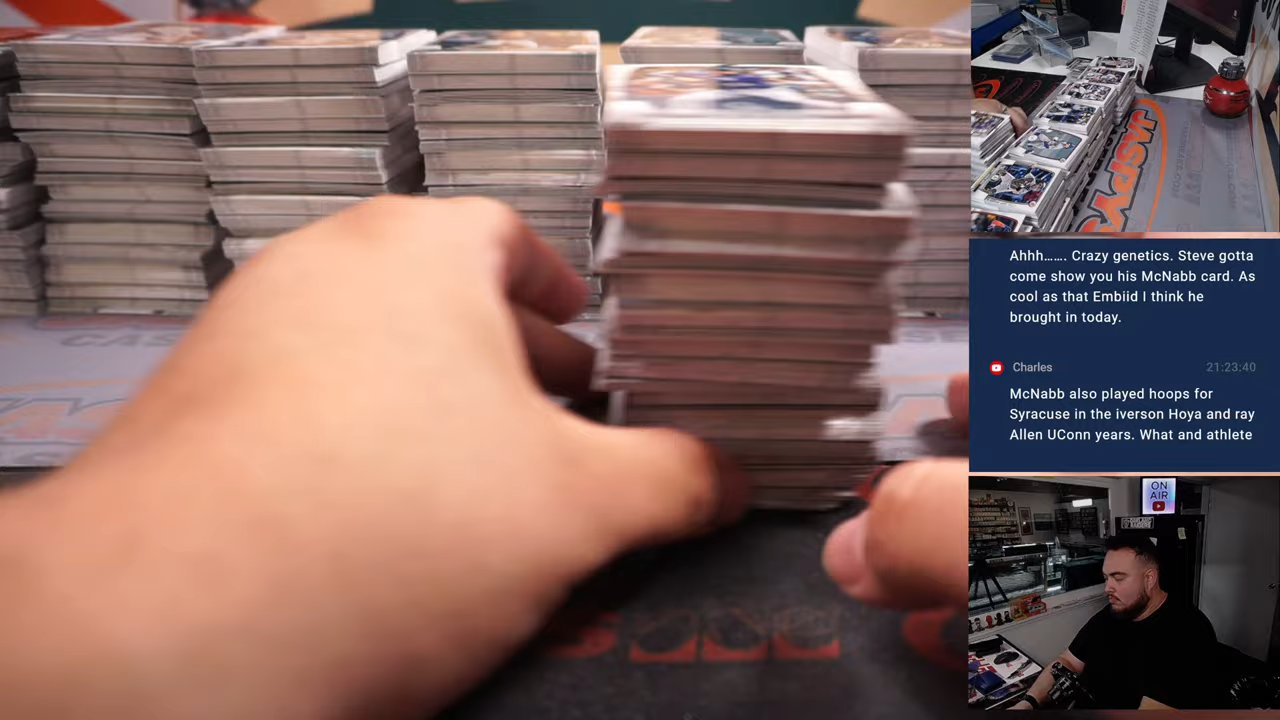 JASPY'S
Ahhh....... Crazy genetics. Steve gotta
come show you his McNabb card. As
cool as that Embiid I think he
brought in today.
Charles
21:23:40
McNabb also played hoops for
Syracuse in the iverson Hoya and ray
Allen UConn years. What and athlete
ON
AIR